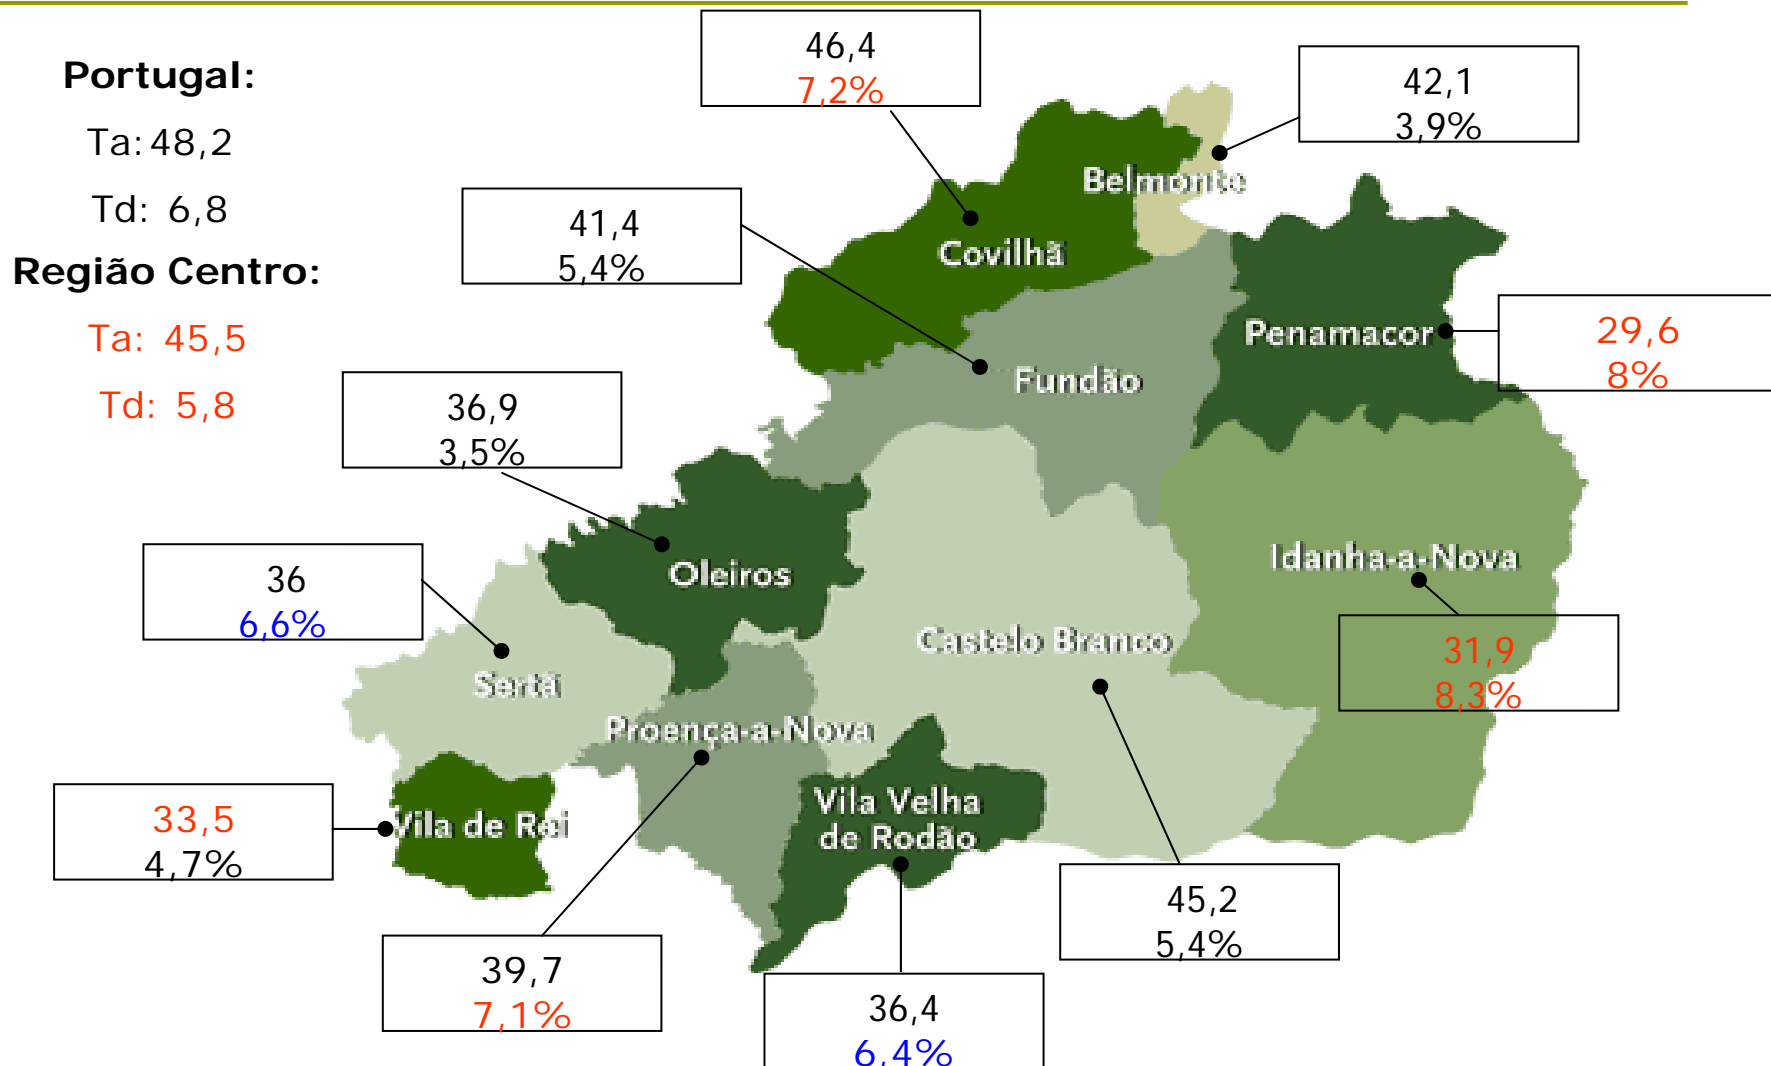 Portugal:
Ta: 48,2
Td: 6,8
Região Centro:
Ta: 45,5
Td: 5,8
46,4
7,2%
42,1
3,9%
41,4
5,4%
Belmonte
Covilhã
29,6
8%
Penamacor
Fundão
36,9
3,5%
36
6,6%
Oleiros
Idanha-a-Nova
31,9
8,3%
Castelo Branco
Sertã
Proença-a-Nova
33,5
4,7%
Vila de Rei
Vila Velha
de Rodão
45,2
5,4%
39,7
7,1%
36,4
6,4%